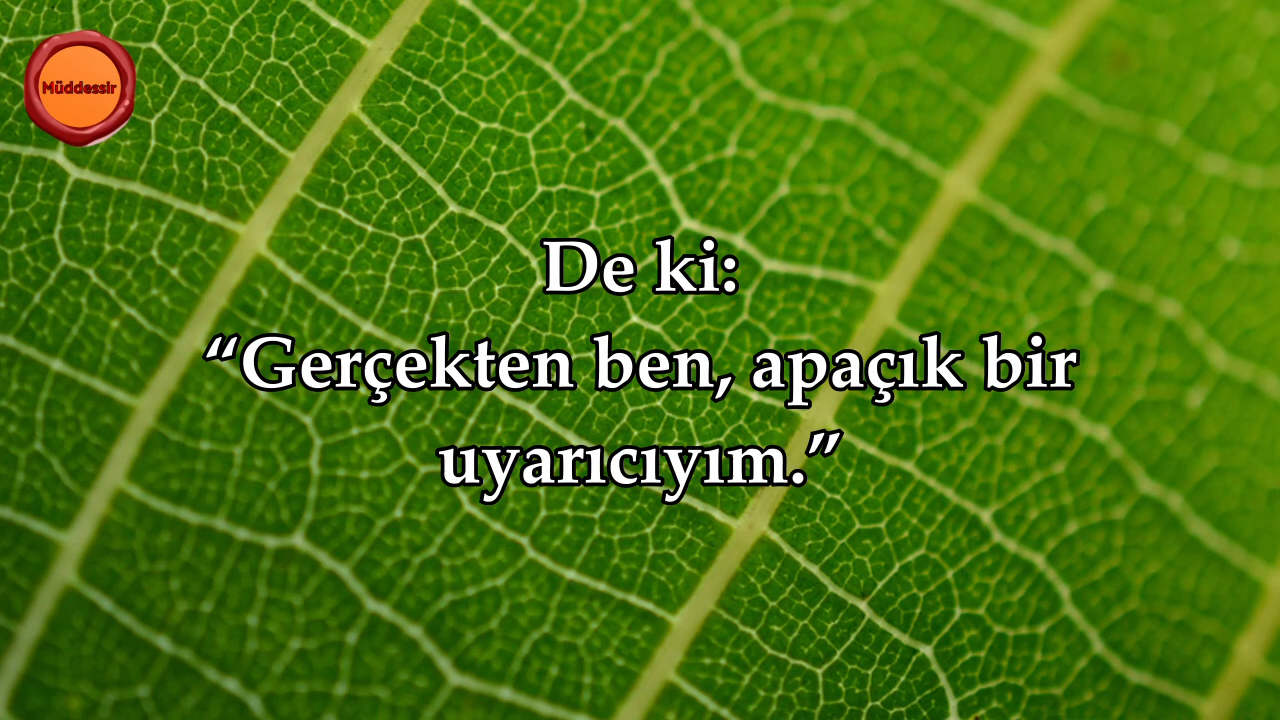 Müddessir
De ki:
“Gerçekten ben, apaçık bir
uyarıcıyım.”